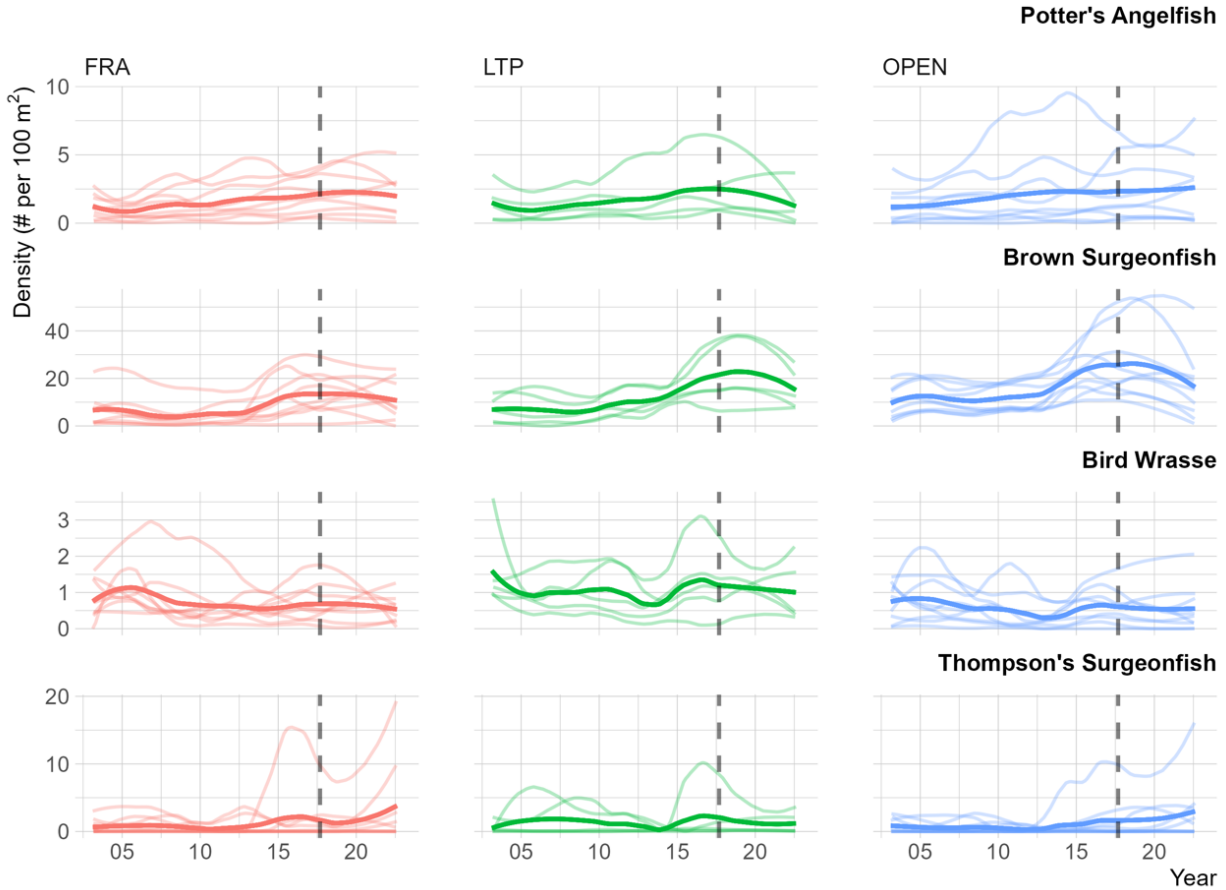 Potter's Angelfish
FRA LTP OPEN
Density (# per 100 m²)
10
5
0
Brown Surgeonfish
40
20
0
Bird Wrasse
3
2
1
0
Thompson's Surgeonfish
20
10
0
05 10 15 20 05 10 15 20 05 10 15 20
Year